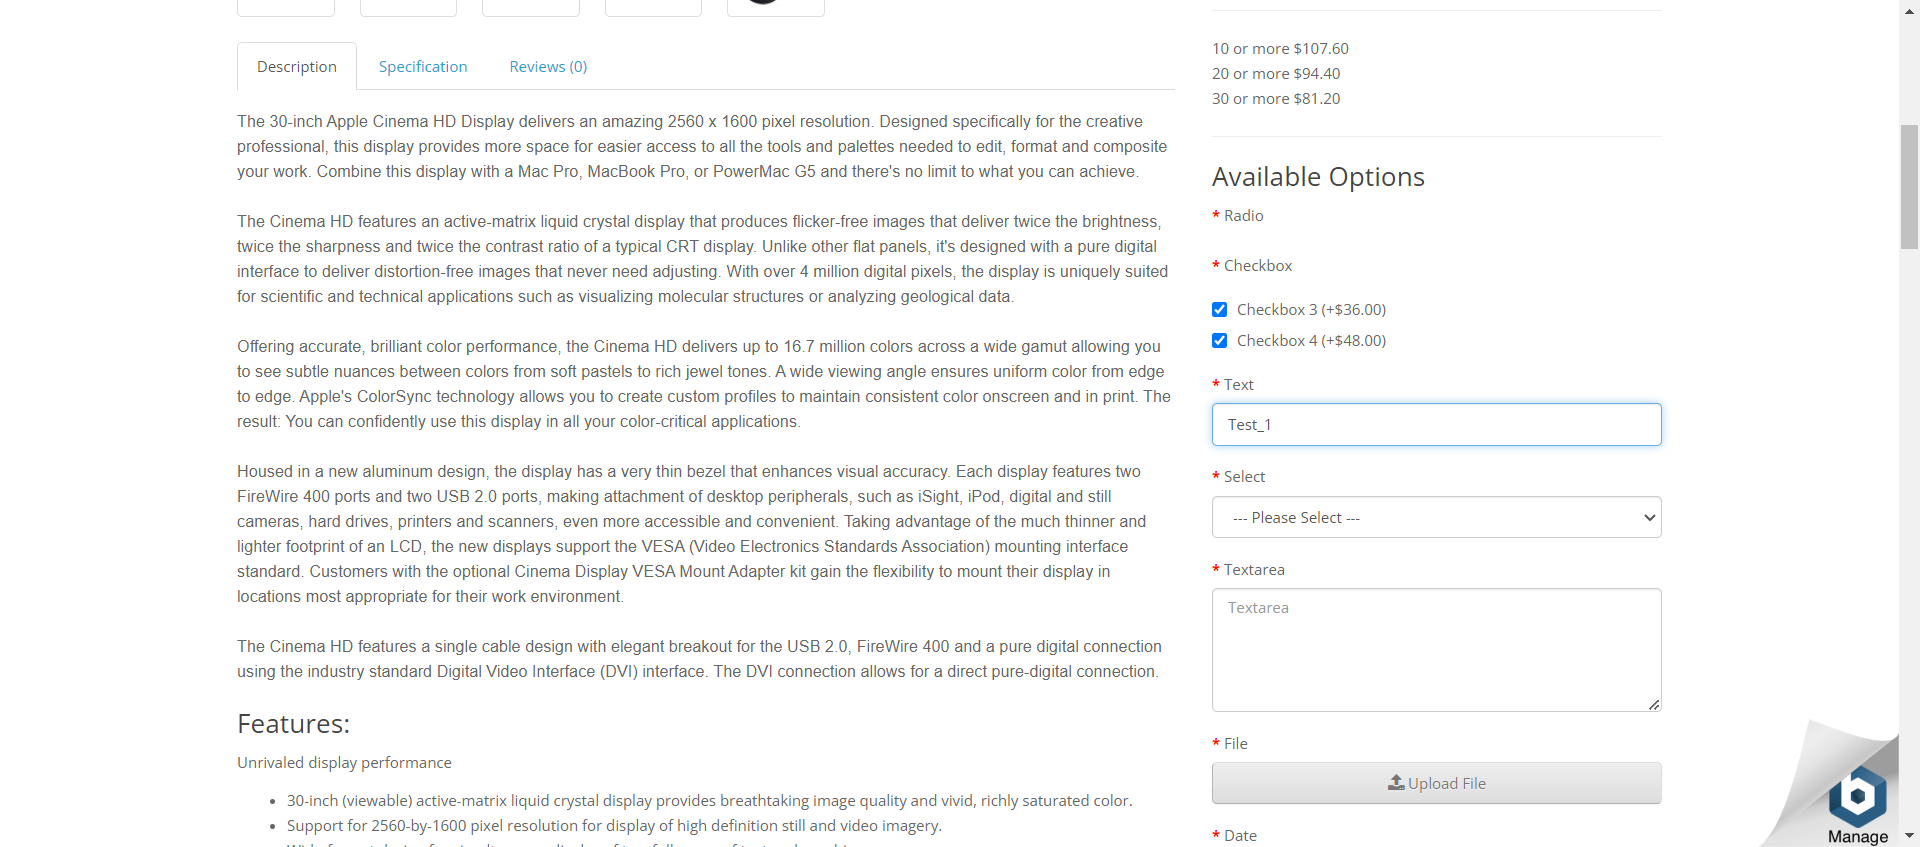 Description
Specification
Reviews (0)
The 30-inch Apple Cinema HD Display delivers an amazing 2560 x 1600 pixel resolution. Designed specifically for the creative
professional, this display provides more space for easier access to all the tools and palettes needed to edit, format and composite
your work. Combine this display with a Mac Pro, MacBook Pro, or PowerMac G5 and there's no limit to what you can achieve.
The Cinema HD features an active-matrix liquid crystal display that produces flicker-free images that deliver twice the brightness,
twice the sharpness and twice the contrast ratio of a typical CRT display. Unlike other flat panels, it's designed with a pure digital
interface to deliver distortion-free images that never need adjusting. With over 4 million digital pixels, the display is uniquely suited
for scientific and technical applications such as visualizing molecular structures or analyzing geological data.
Offering accurate, brilliant color performance, the Cinema HD delivers up to 16.7 million colors across a wide gamut allowing you
to see subtle nuances between colors from soft pastels to rich jewel tones. A wide viewing angle ensures uniform color from edge
to edge. Apple's ColorSync technology allows you to create custom profiles to maintain consistent color onscreen and in print. The
result: You can confidently use this display in all your color-critical applications.
Housed in a new aluminum design, the display has a very thin bezel that enhances visual accuracy. Each display features two
FireWire 400 ports and two USB 2.0 ports, making attachment of desktop peripherals, such as iSight, iPod, digital and still
cameras, hard drives, printers and scanners, even more accessible and convenient. Taking advantage of the much thinner and
lighter footprint of an LCD, the new displays support the VESA (Video Electronics Standards Association) mounting interface
standard. Customers with the optional Cinema Display VESA Mount Adapter kit gain the flexibility to mount their display in
locations most appropriate for their work environment.
The Cinema HD features a single cable design with elegant breakout for the USB 2.0, FireWire 400 and a pure digital connection
using the industry standard Digital Video Interface (DVI) interface. The DVI connection allows for a direct pure-digital connection.
Features:
Unrivaled display performance
• 30-inch (viewable) active-matrix liquid crystal display provides breathtaking image quality and vivid, richly saturated color.
• Support for 2560-by-1600 pixel resolution for display of high definition still and video imagery.
10 or more $107.60
20 or more $94.40
30 or more $81.20
Available Options
* Radio
* Checkbox
Checkbox 3 (+$36.00)
Checkbox 4 (+$48.00)
* Text
Test_1
* Select
--- Please Select ---
* Textarea
Textarea
* File
Upload File
* Date
b
Manage